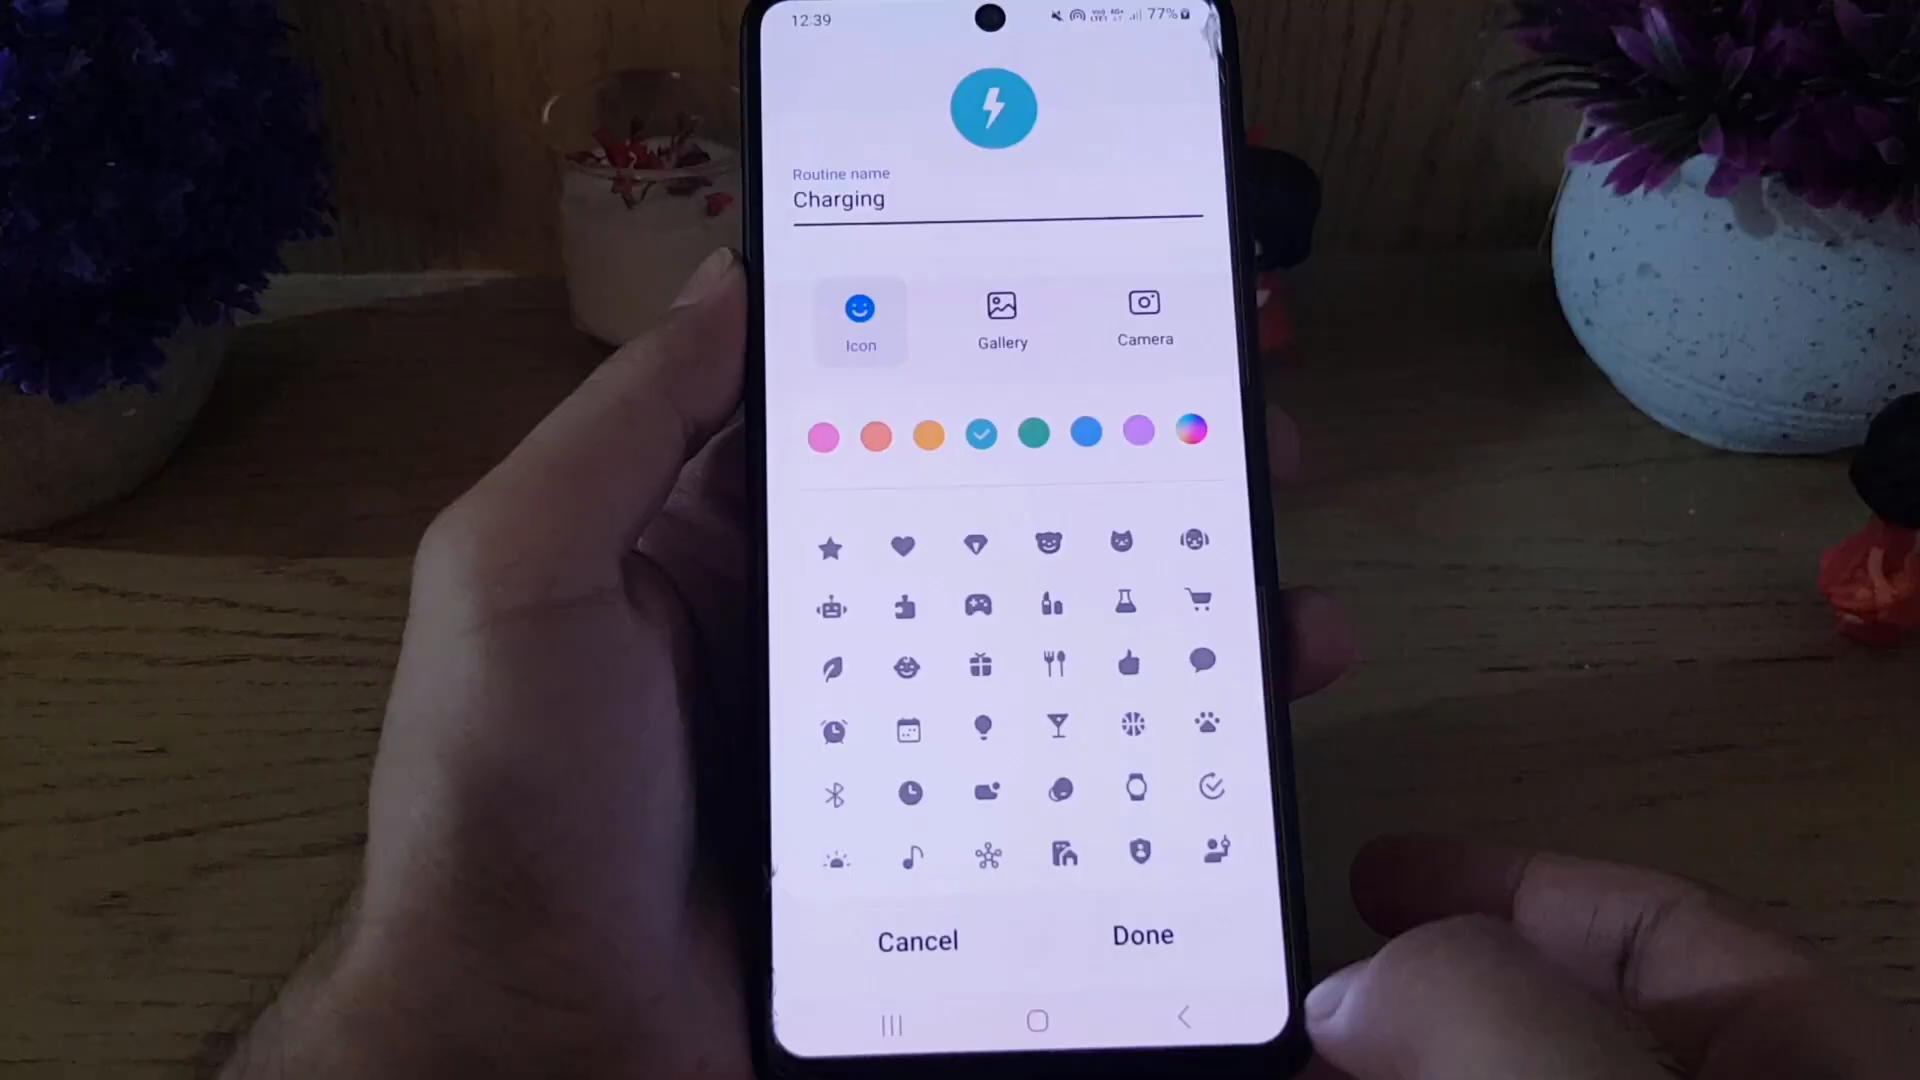 12:39
77%
Routine name
Charging
Icon
Gallery
Camera
Cancel
Done